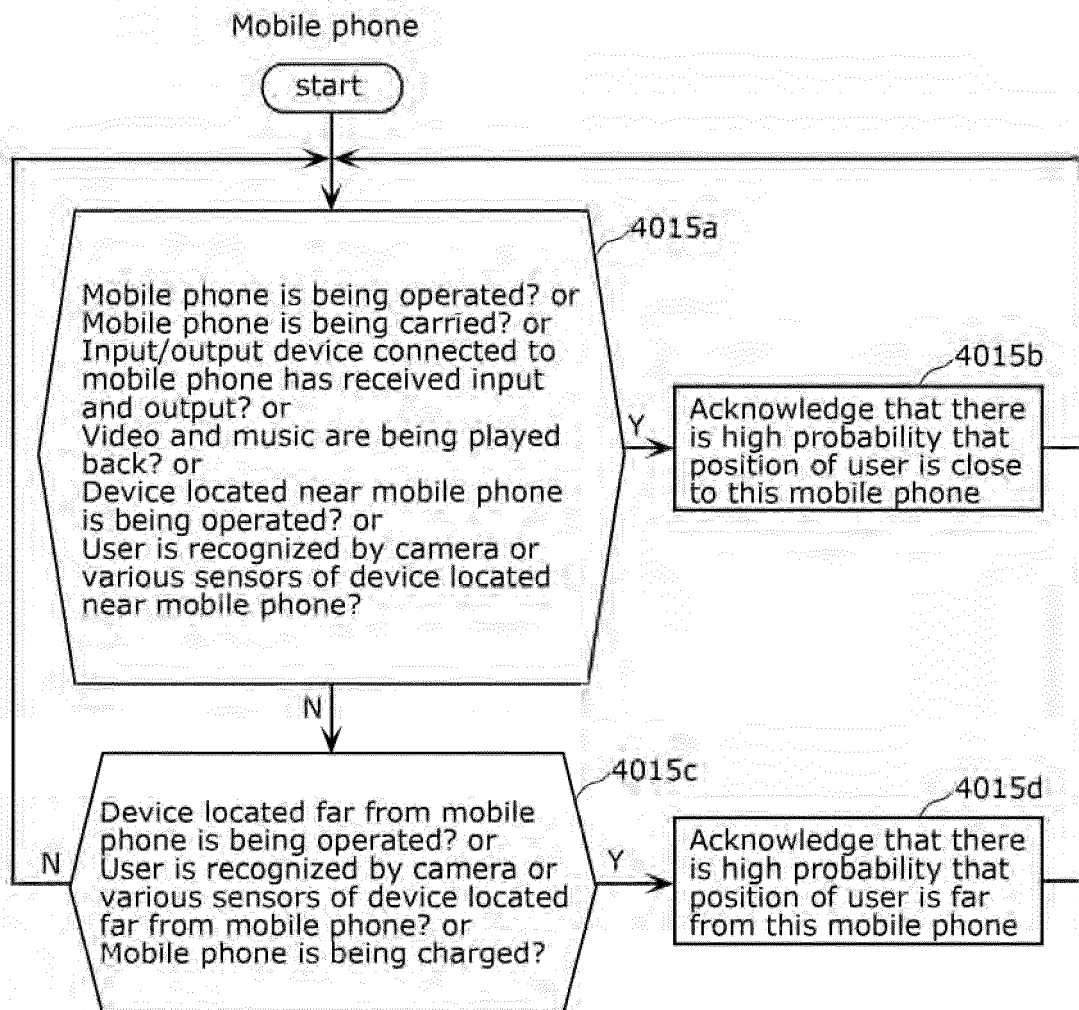 Mobile phone
start
4015a
Mobile phone is being operated? or
Mobile phone is being carried? or
Input/output device connected to
mobile phone has received input
and output? or
Video and music are being played
back? or
Device located near mobile phone
is being operated? or
User is recognized by camera or
various sensors of device located
near mobile phone?
Y
4015b
Acknowledge that there
is high probability that
position of user is close
to this mobile phone
N
4015c
Device located far from mobile
phone is being operated? or
User is recognized by camera or
various sensors of device located
far from mobile phone? or
Mobile phone is being charged?
N
Y
4015d
Acknowledge that there
is high probability that
position of user is far
from this mobile phone